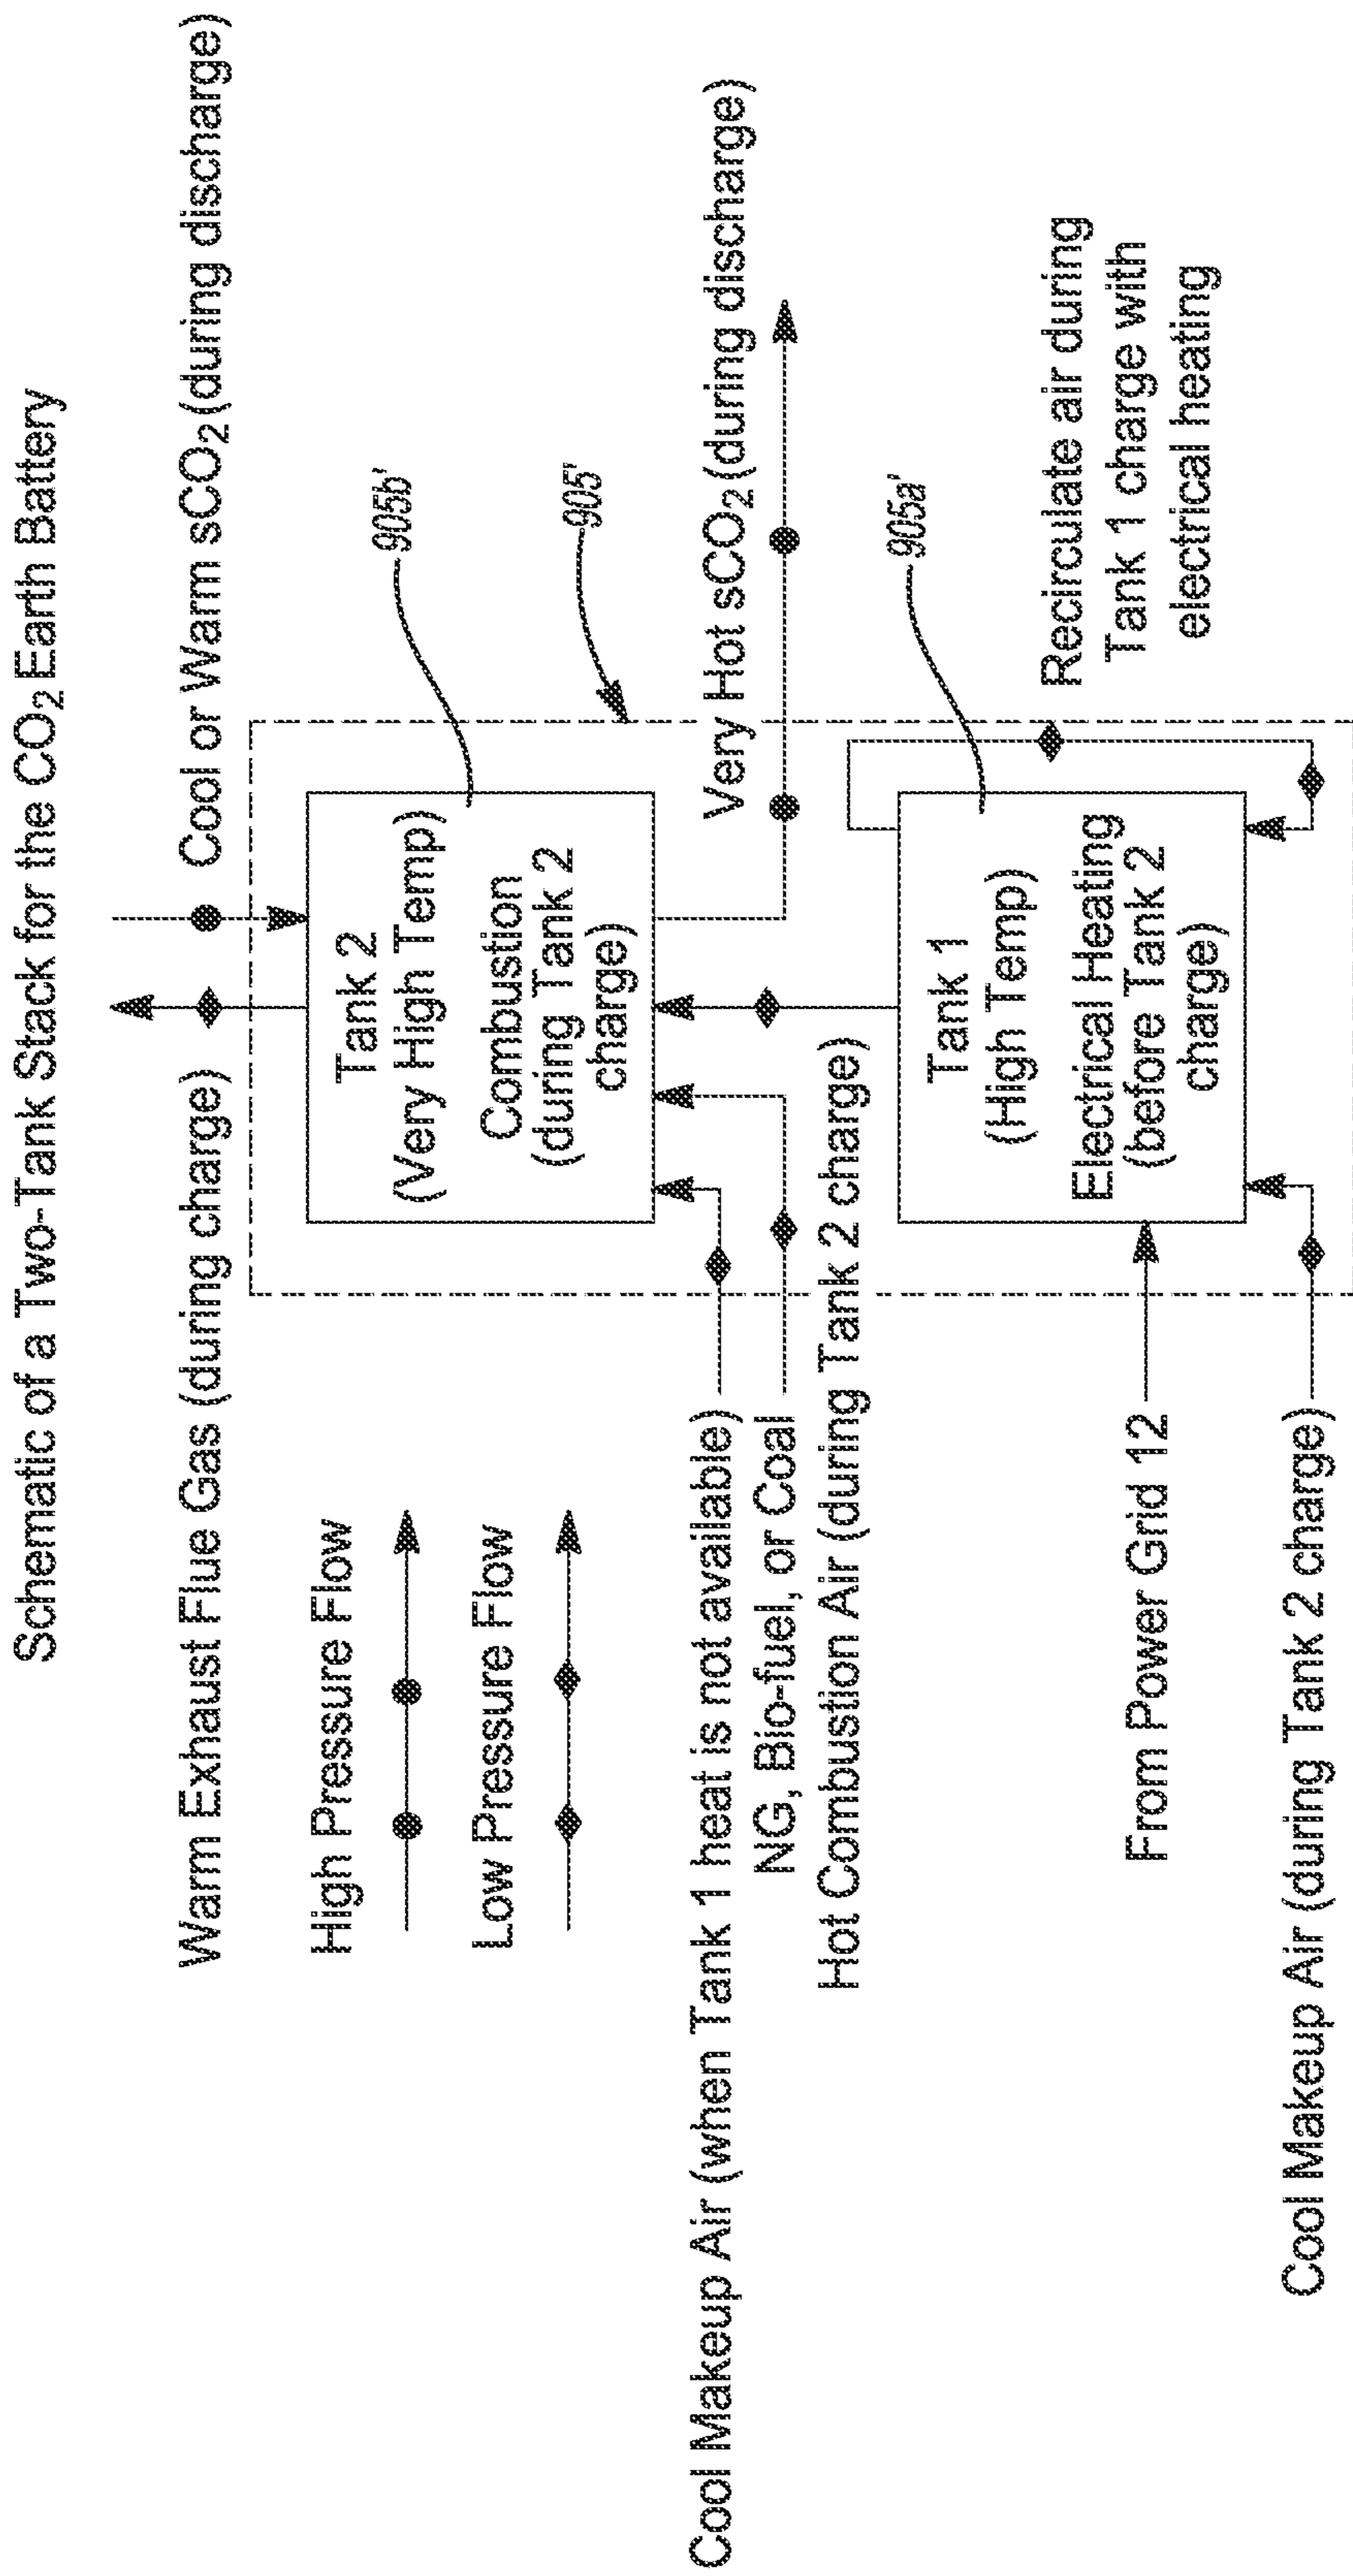 Schematic of a Two-Tank Stack for the CO2 Earth Battery
Warm Exhaust Flue Gas (during charge)
Cool or Warm sCO2 (during discharge)
High Pressure Flow
Low Pressure Flow
Tank 2
(Very High Temp)
Combustion
(during Tank 2
charge)
905b'
905'
Cool Makeup Air (when Tank 1 heat is not available)
NG, Bio-fuel, or Coal
Hot Combustion Air (during Tank 2 charge)
Very Hot sCO2 (during discharge)
Tank 1
(High Temp)
Electrical Heating
(before Tank 2
charge)
905a'
Recirculate air during
Tank 1 charge with
electrical heating
From Power Grid 12
Cool Makeup Air (during Tank 2 charge)